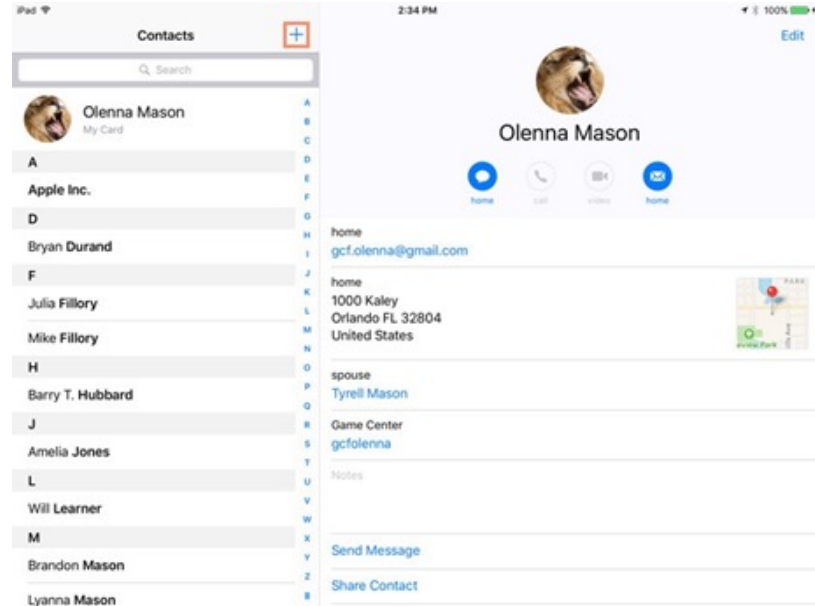 iPad
2:34 PM
100%
Contacts
+
Edit
Search
Olenna Mason
My Card
A
Apple Inc.
D
Bryan Durand
F
Julia Fillory
Mike Fillory
H
Barry T. Hubbard
J
Amelia Jones
L
Will Learner
M
Brandon Mason
Lyanna Mason
A
B
C
D
E
F
G
H
I
J
K
L
M
N
O
P
Q
R
S
T
U
V
W
X
Y
Z
#
Olenna Mason
home
call
video
home
home
gcf.olenna@gmail.com
home
1000 Kaley
Orlando FL 32804
United States
PARK
spouse
Tyrell Mason
Game Center
gcfolenna
Notes
Send Message
Share Contact